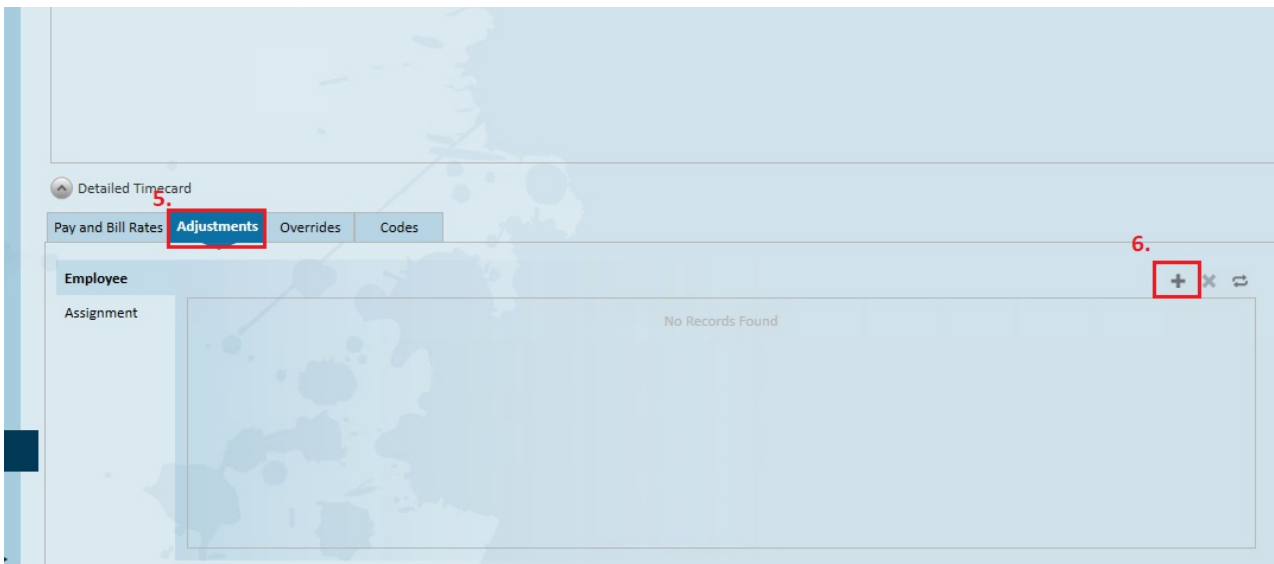 Detailed Timecard
5.
Pay and Bill Rates Adjustments Overrides Codes
6.
Employee
Assignment
No Records Found